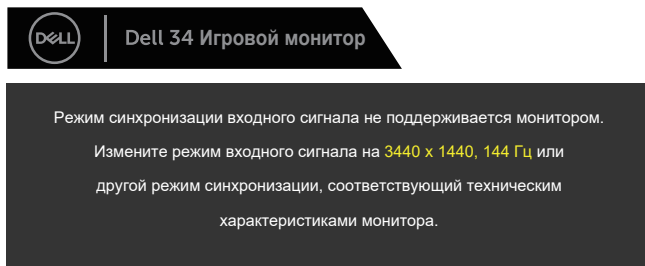 DELL
Dell 34 Игровой монитор
Режим синхронизации входного сигнала не поддерживается монитором.
Измените режим входного сигнала на 3440 x 1440, 144 Гц или
другой режим синхронизации, соответствующий техническим
характеристиками монитора.